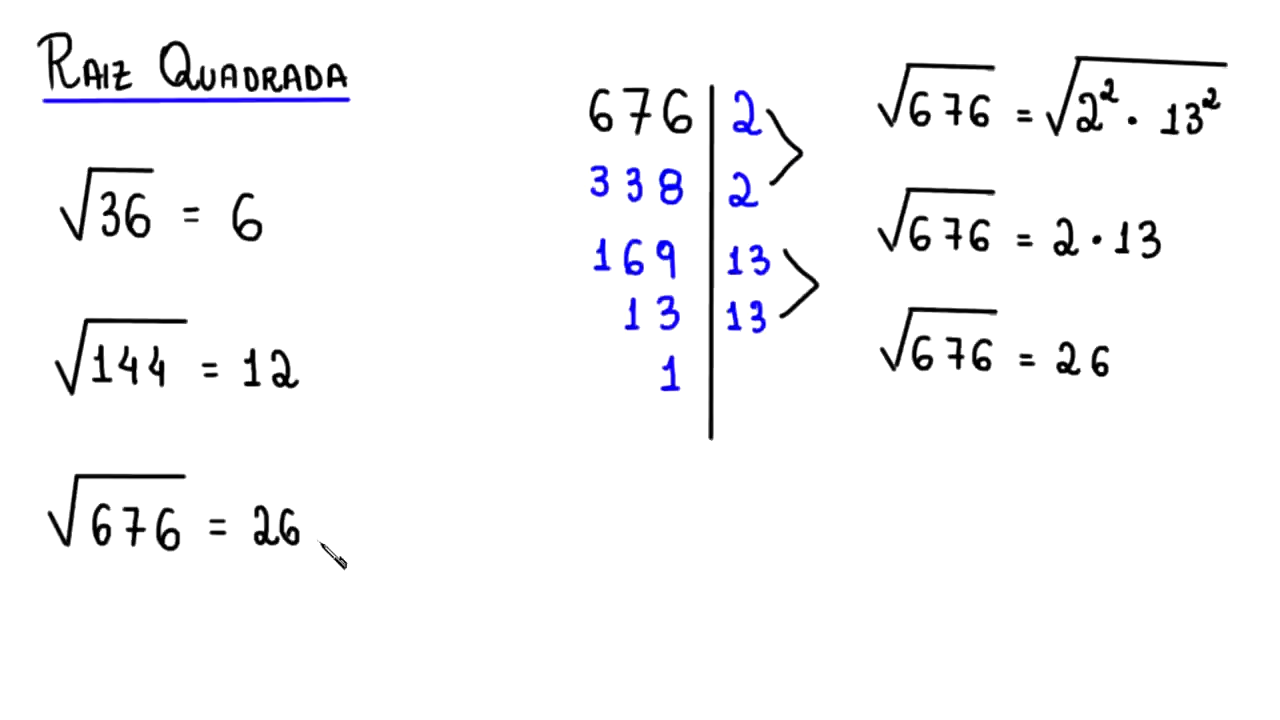 RAIZ QUADRADA
√36 = 6
√144 = 12
√676 = 26
676 | 2
338 | 2
169 | 13
13 | 13
1
√676 = √2² · 13²
√676 = 2 · 13
√676 = 26